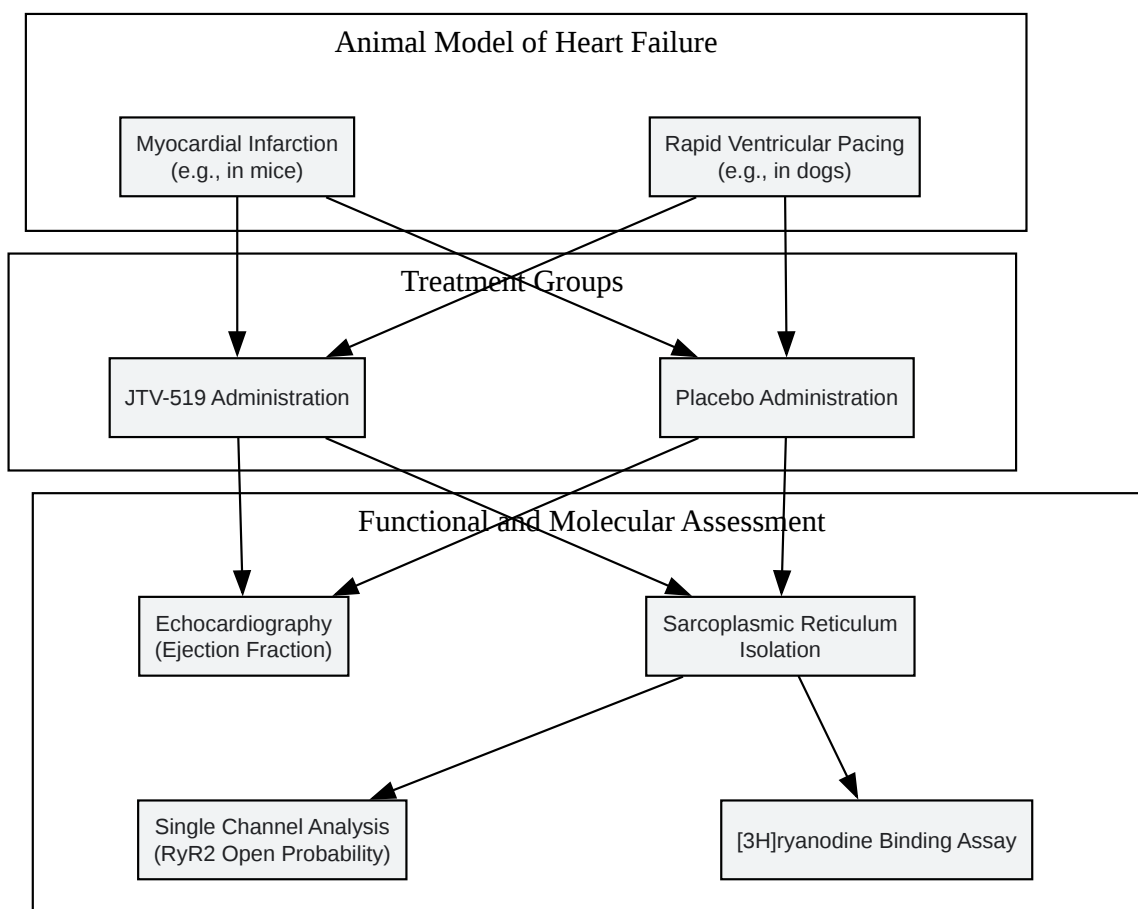 Animal Model of Heart Failure
Myocardial Infarction
(e.g., in mice)
Rapid Ventricular Pacing
(e.g., in dogs)
Treatment Groups
JTV-519 Administration
Placebo Administration
Functional and Molecular Assessment
Echocardiography
(Ejection Fraction)
Sarcoplasmic Reticulum
Isolation
Single Channel Analysis
(RyR2 Open Probability)
[3H]ryanodine Binding Assay